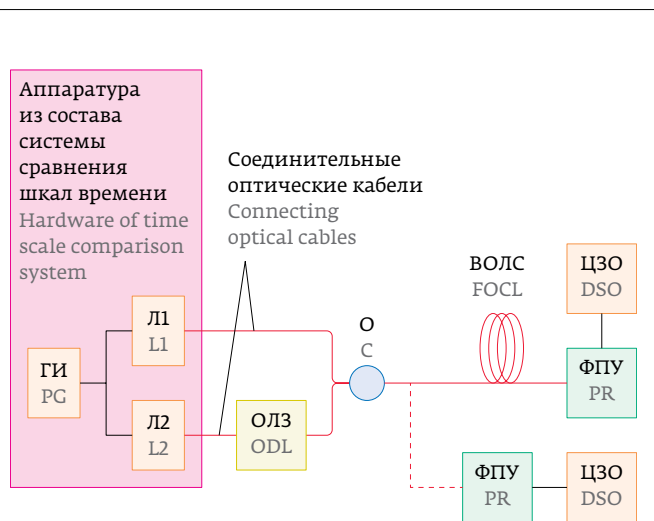 Аппаратура
из состава
системы
сравнения
шкал времени
Hardware of time
scale comparison
system
Соединительные
оптические кабели
Connecting
optical cables
ВОЛС
FOCL
ЦЗО
DSO
Л1
L1
О
C
ГИ
PG
ФПУ
PR
Л2
L2
ОЛЗ
ODL
ФПУ
PR
ЦЗО
DSO